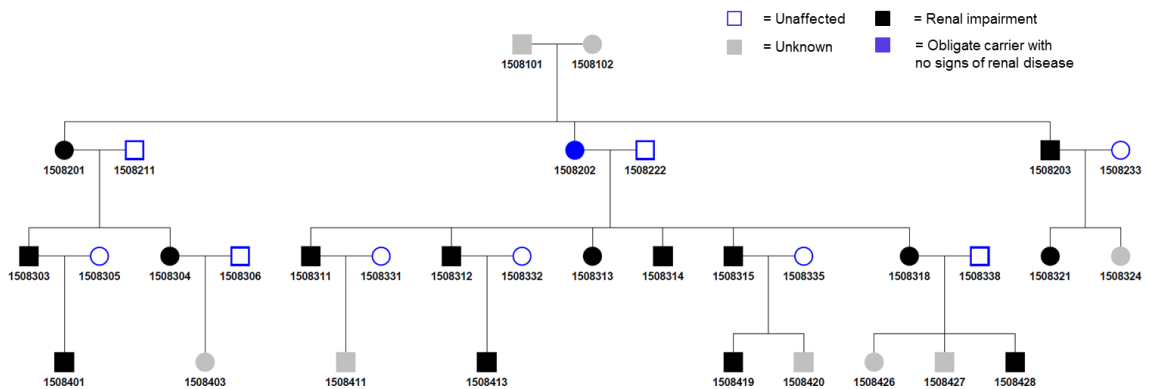 = Unaffected
= Renal impairment
= Unknown
= Obligate carrier with
no signs of renal disease
1508101 1508102
1508201 1508211 1508202 1508222 1508203 1508233
1508303 1508305 1508304 1508306 1508311 1508331 1508312 1508332 1508313 1508314 1508315 1508335 1508318 1508338 1508321 1508324
1508401 1508403 1508411 1508413 1508419 1508420 1508426 1508427 1508428